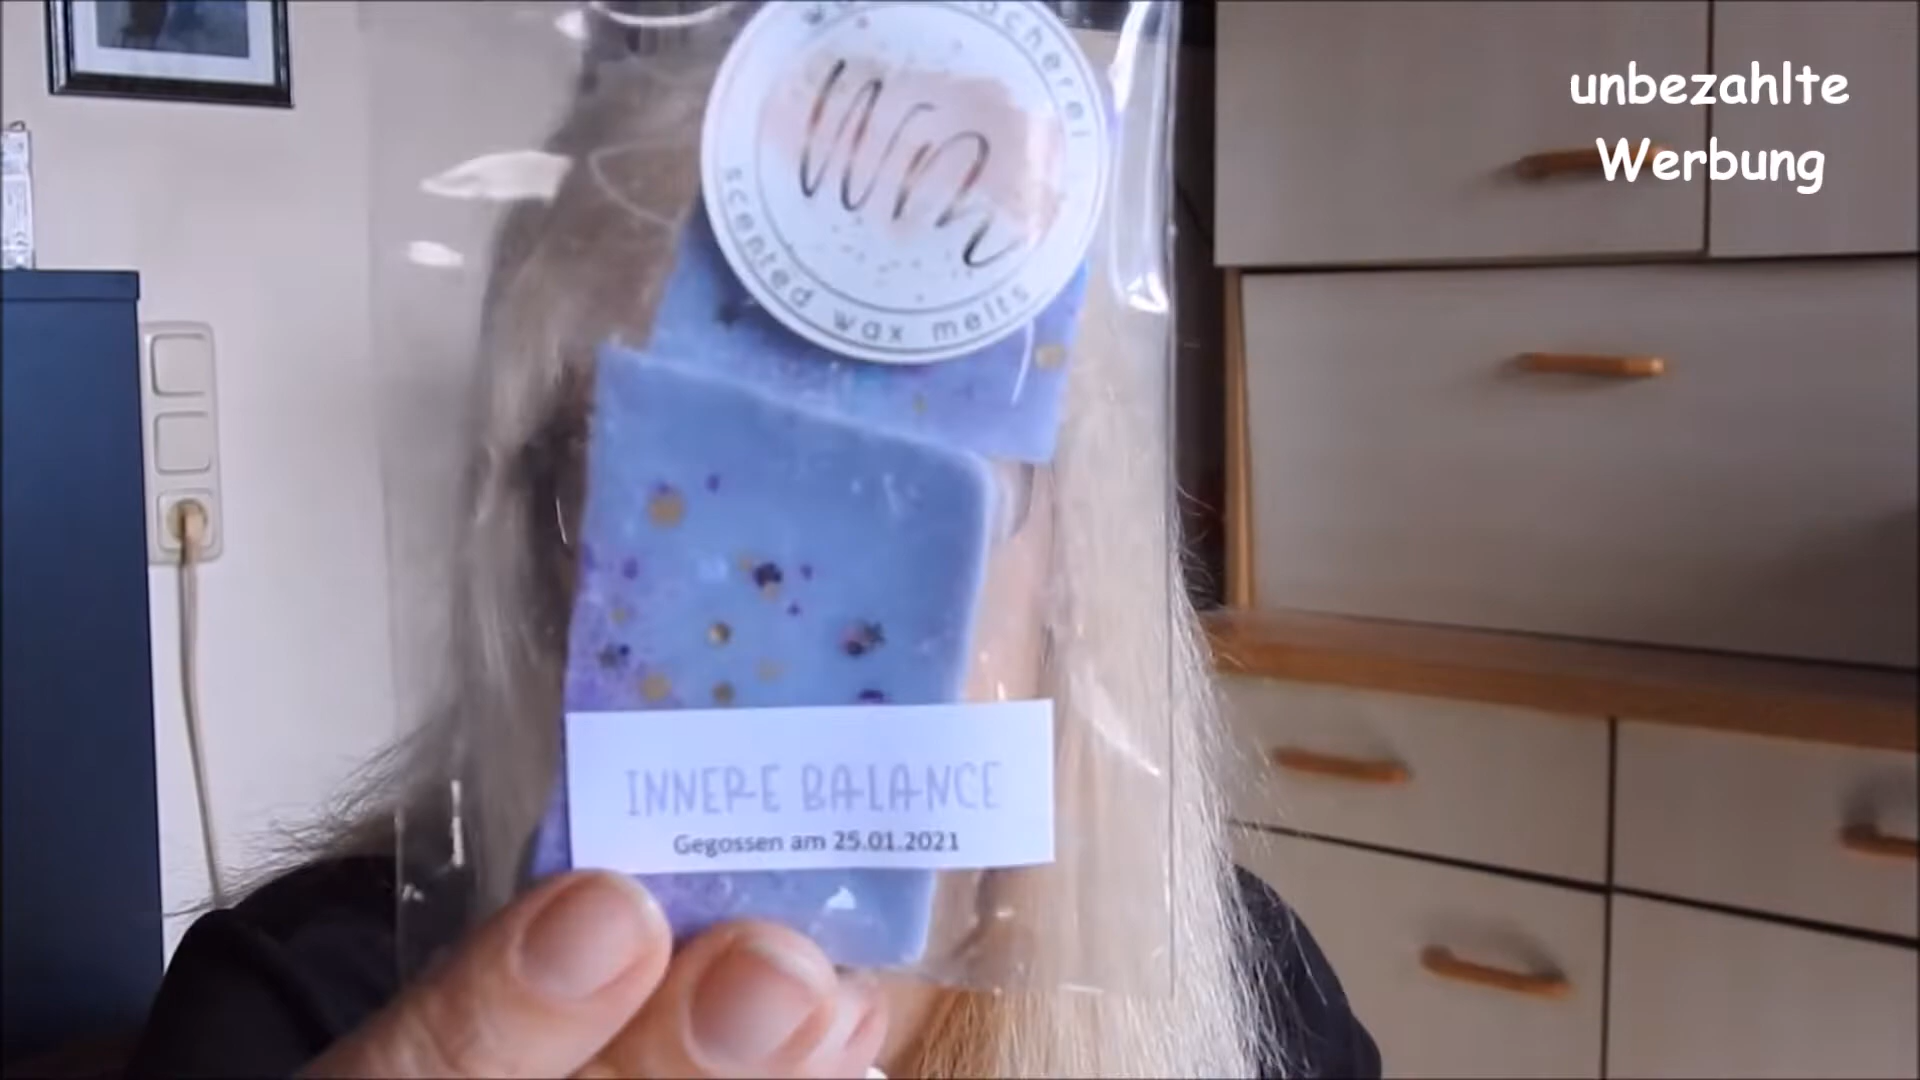 unbezahlte
Werbung
Wm
scented wax melts
INNERE BALANCE
Gegossen am 25.01.2021